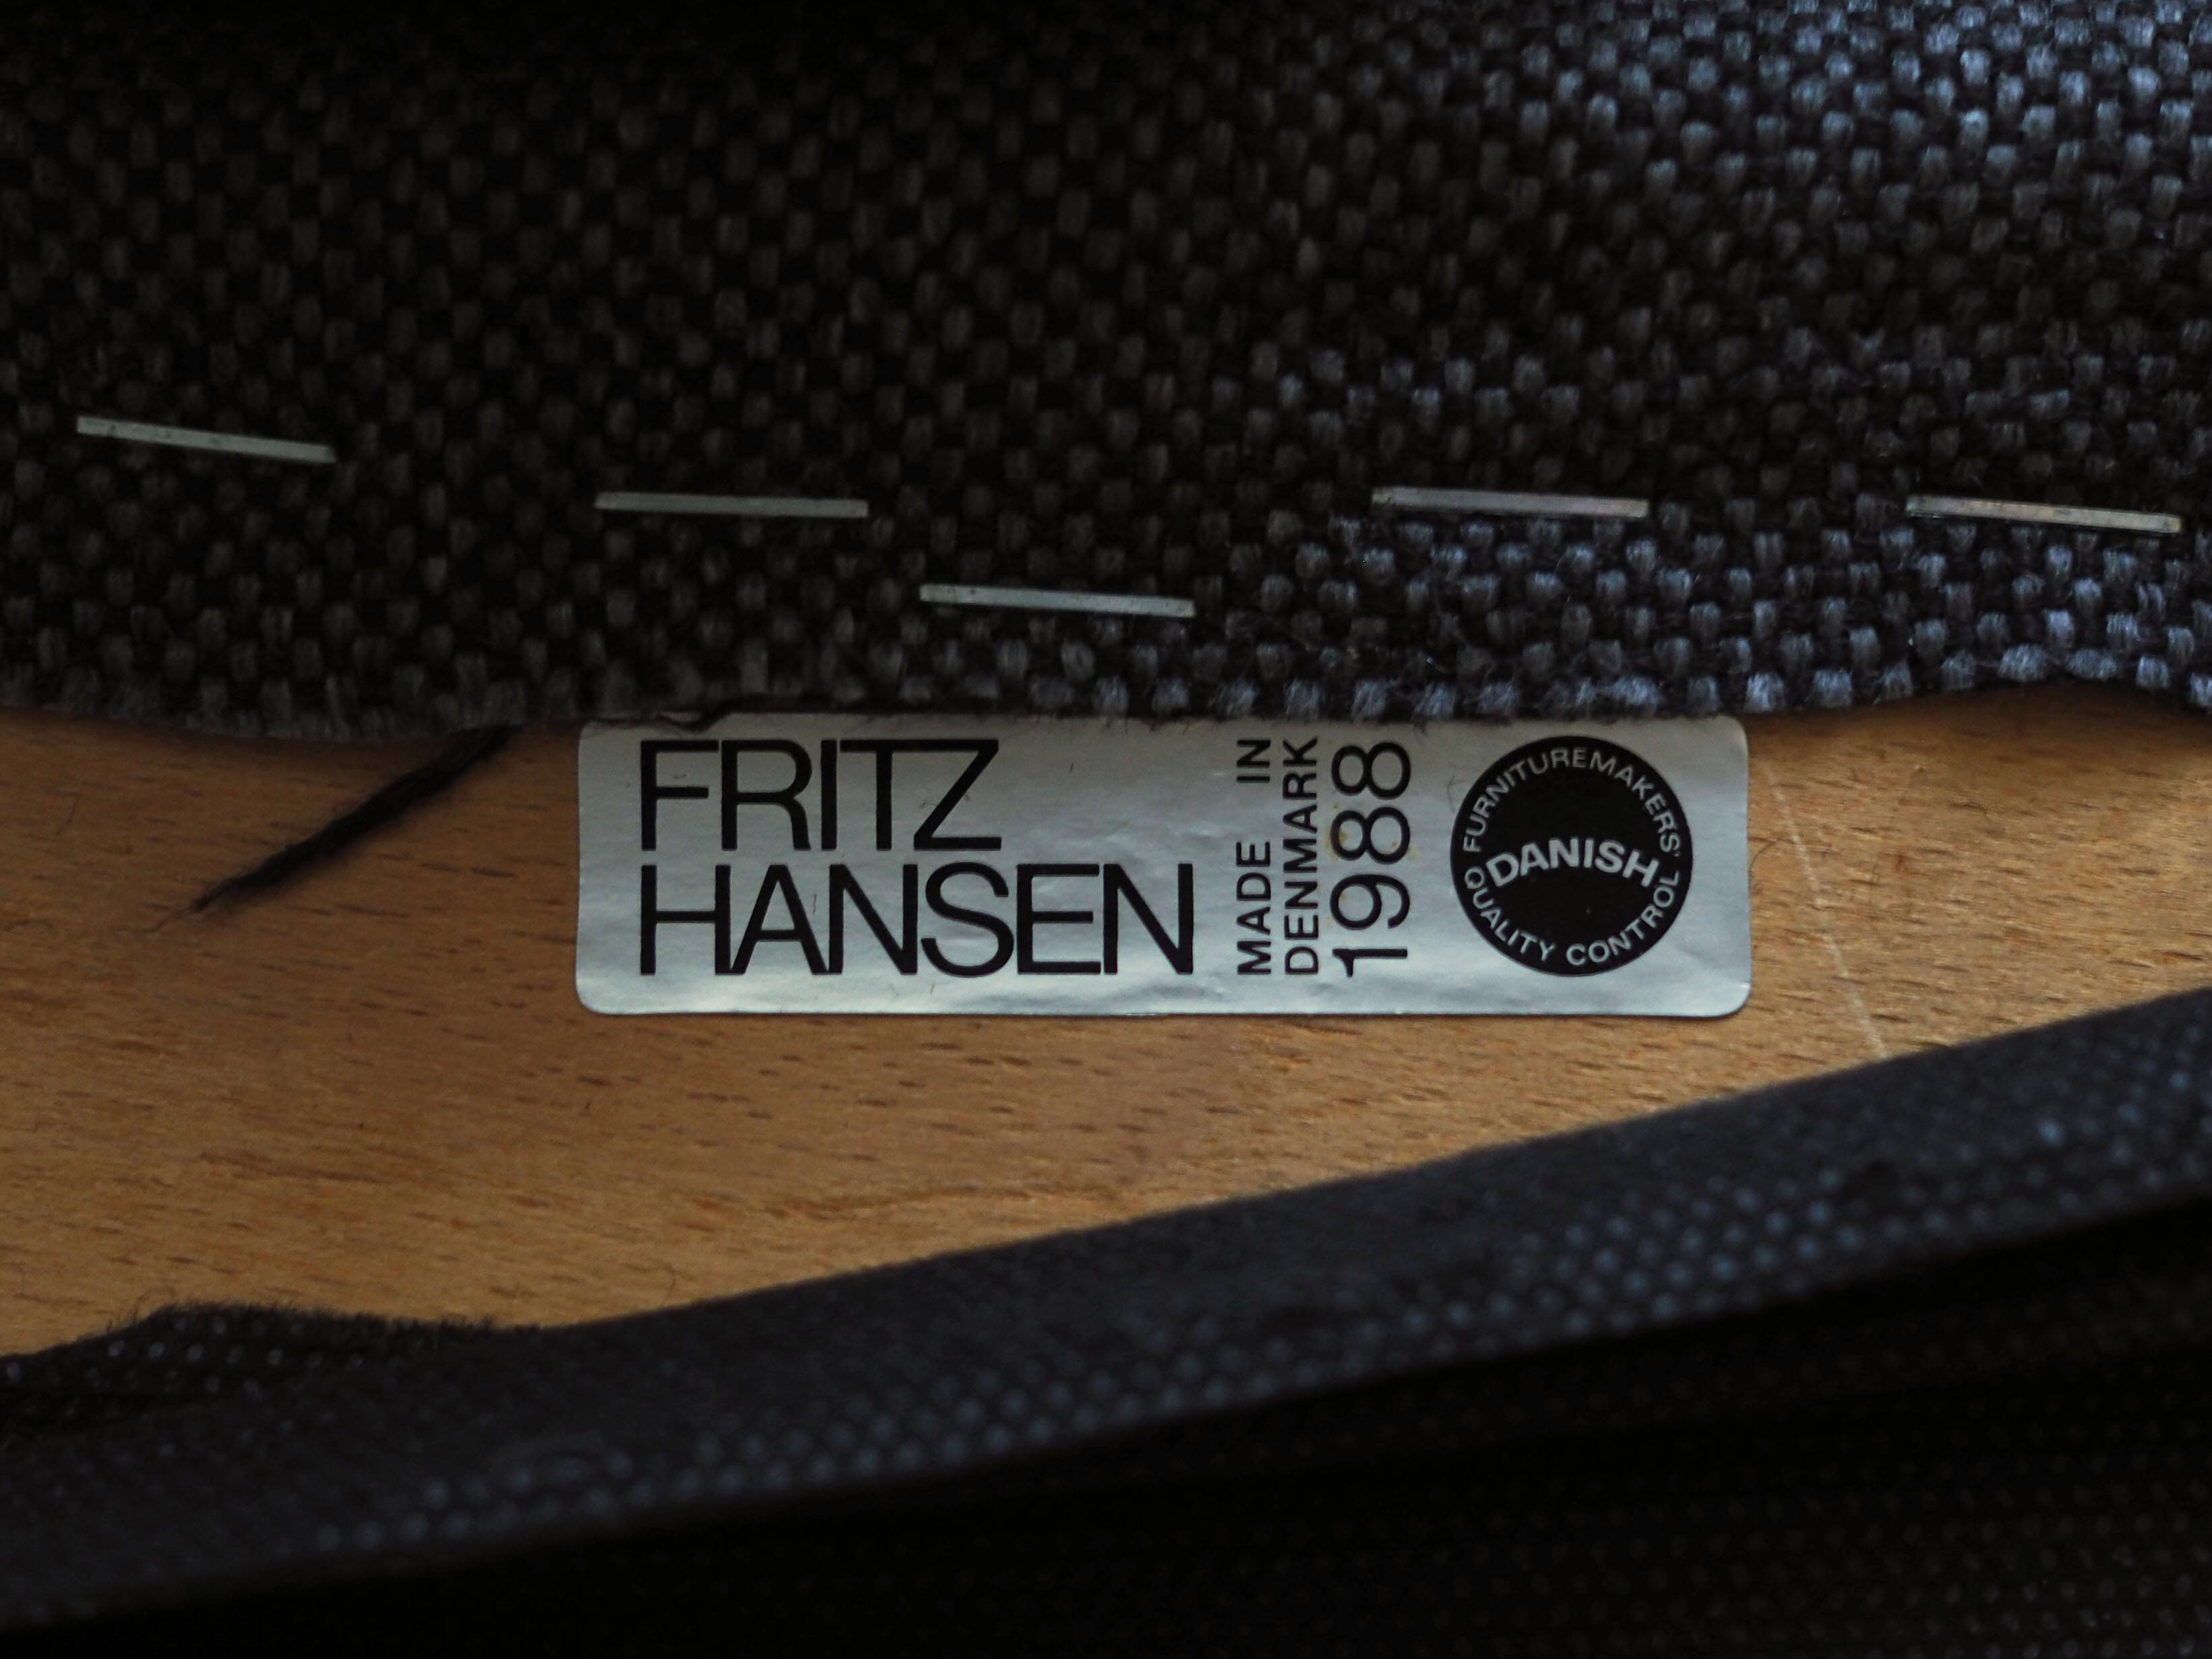 FRITZ
HANSEN
MADE IN
DENMARK
1988
FURNITUREMAKERS'
DANISH
QUALITY CONTROL